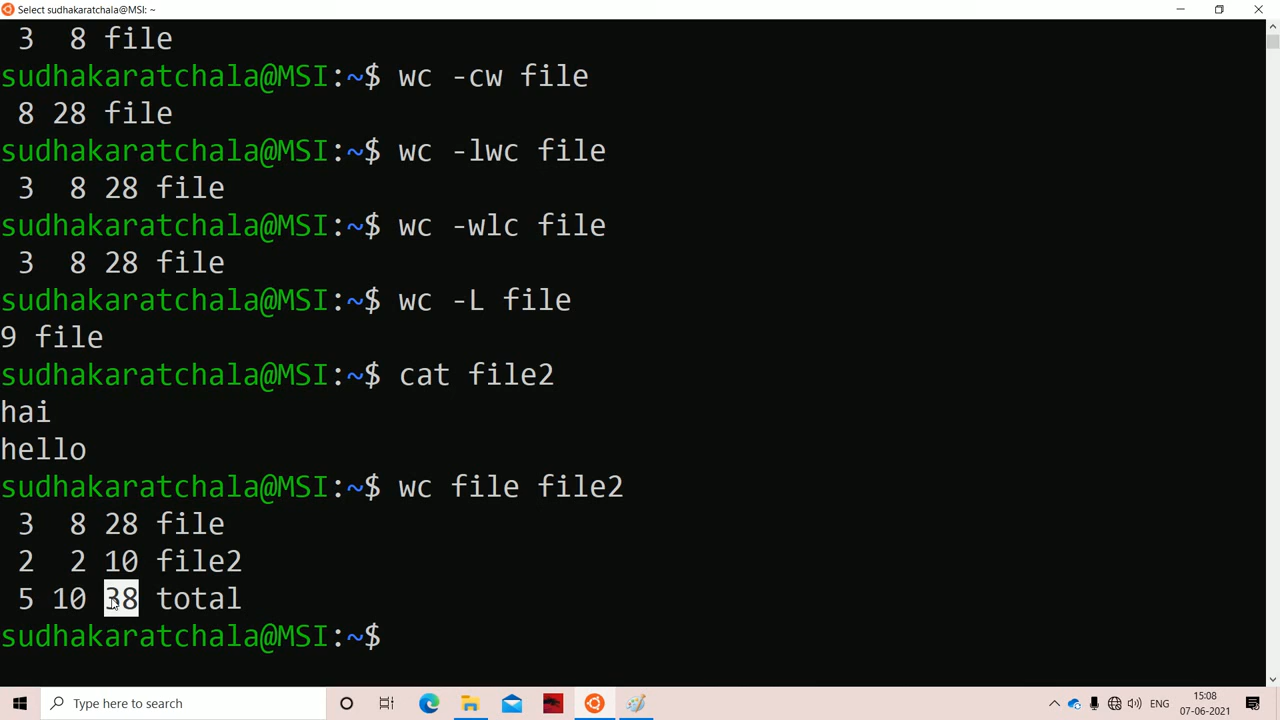 Select sudhakaratchala@MSI: ~
3 8 file
sudhakaratchala@MSI:~$ wc -cw file
8 28 file
sudhakaratchala@MSI:~$ wc -lwc file
3 8 28 file
sudhakaratchala@MSI:~$ wc -wlc file
3 8 28 file
sudhakaratchala@MSI:~$ wc -L file
9 file
sudhakaratchala@MSI:~$ cat file2
hai
hello
sudhakaratchala@MSI:~$ wc file file2
3 8 28 file
2 2 10 file2
5 10 38 total
sudhakaratchala@MSI:~$
Type here to search
ENG
15:08
07-06-2021